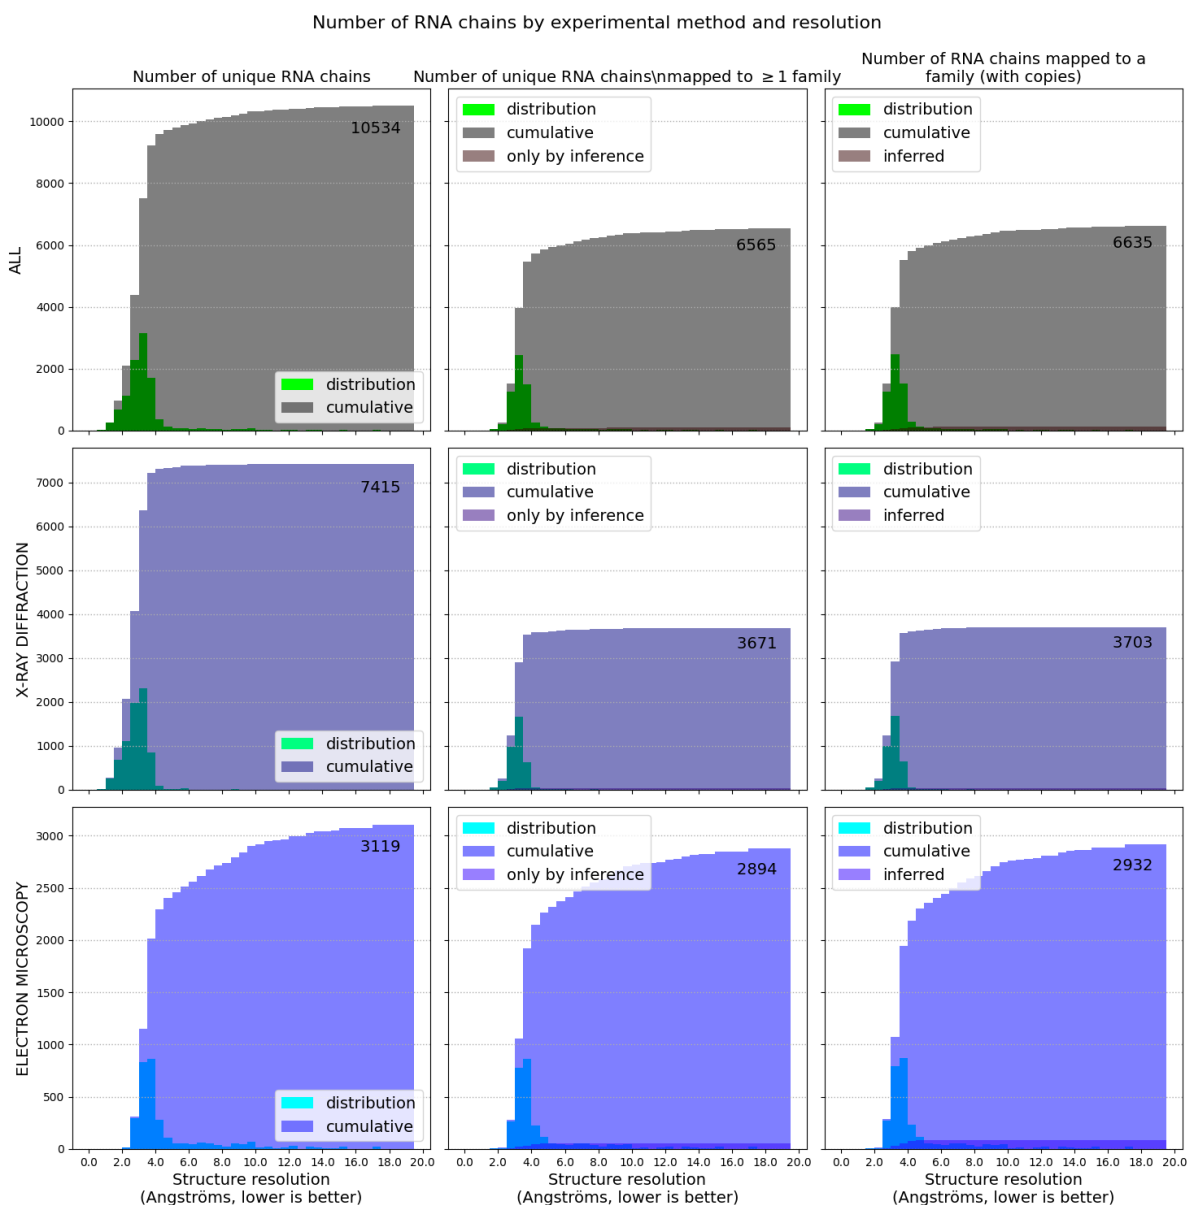 Number of RNA chains by experimental method and resolution
Number of unique RNA chains
Number of unique RNA chains\nmapped to ≥ 1 family
Number of RNA chains mapped to a
family (with copies)
ALL
10000
8000
6000
4000
2000
0
10534
distribution
cumulative
distribution
cumulative
only by inference
6565
distribution
cumulative
inferred
6635
X-RAY DIFFRACTION
7000
6000
5000
4000
3000
2000
1000
0
7415
distribution
cumulative
distribution
cumulative
only by inference
3671
distribution
cumulative
inferred
3703
ELECTRON MICROSCOPY
3000
2500
2000
1500
1000
500
0
3119
distribution
cumulative
distribution
cumulative
only by inference
2894
distribution
cumulative
inferred
2932
0.0 2.0 4.0 6.0 8.0 10.0 12.0 14.0 16.0 18.0 20.0
Structure resolution
(Angströms, lower is better)
0.0 2.0 4.0 6.0 8.0 10.0 12.0 14.0 16.0 18.0 20.0
Structure resolution
(Angströms, lower is better)
0.0 2.0 4.0 6.0 8.0 10.0 12.0 14.0 16.0 18.0 20.0
Structure resolution
(Angströms, lower is better)